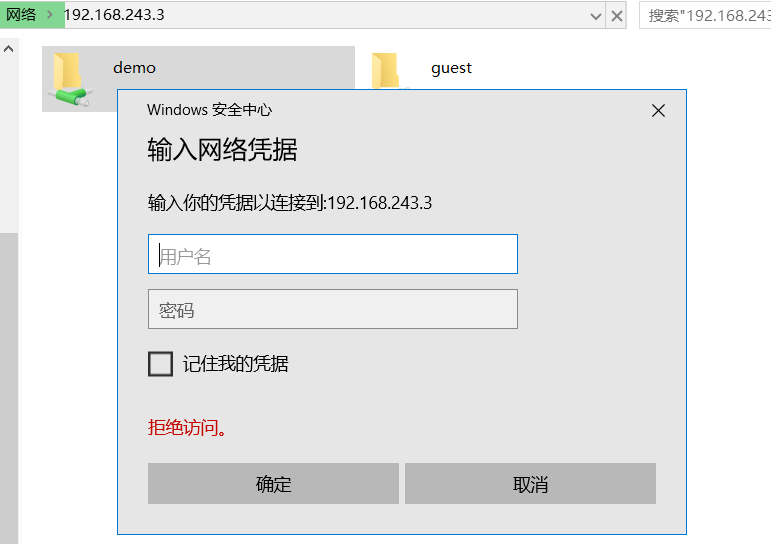 网络 192.168.243.3
搜索"192.168.243
demo
guest
Windows 安全中心
输入网络凭据
输入你的凭据以连接到:192.168.243.3
用户名
密码
记住我的凭据
拒绝访问。
确定
取消